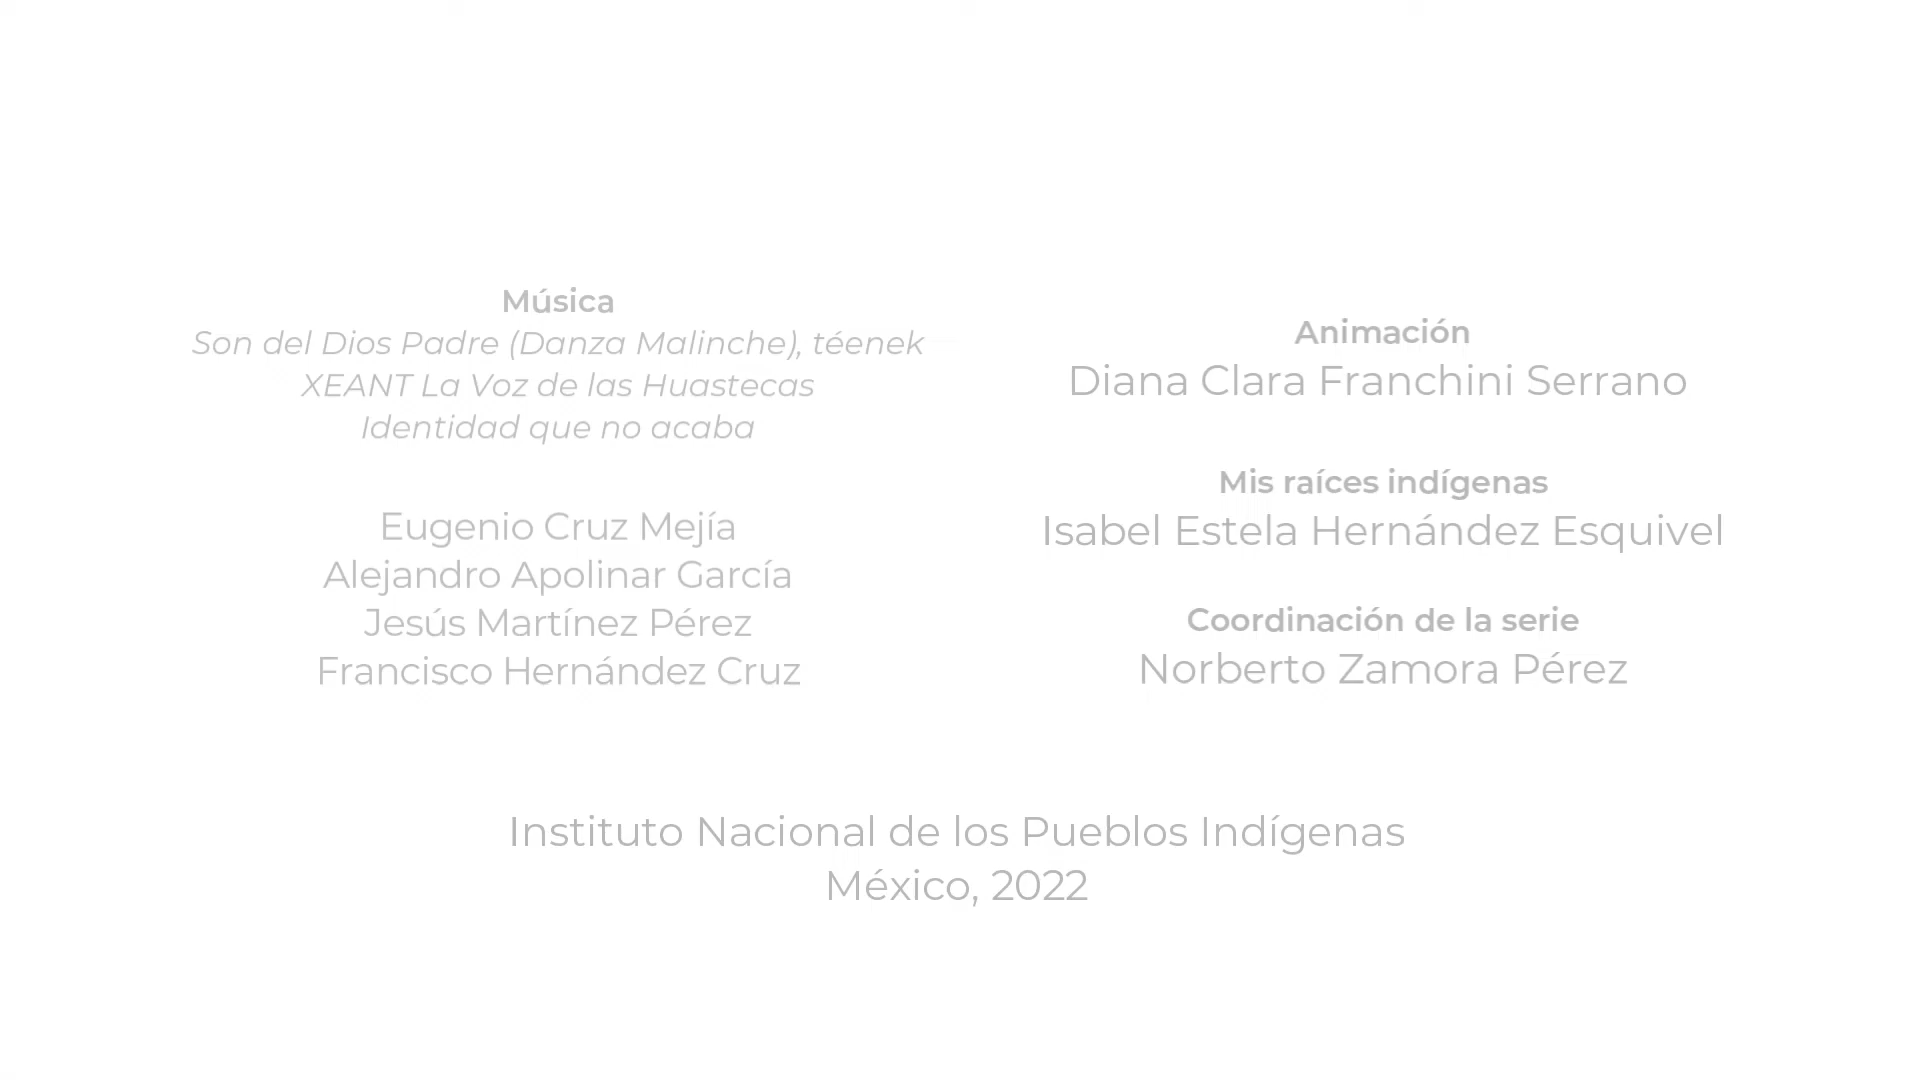 Música
Son del Dios Padre (Danza Malinche), téenek
XEANT La Voz de las Huastecas
Identidad que no acaba
Eugenio Cruz Mejía
Alejandro Apolinar García
Jesús Martínez Pérez
Francisco Hernández Cruz
Animación
Diana Clara Franchini Serrano
Mis raíces indígenas
Isabel Estela Hernández Esquivel
Coordinación de la serie
Norberto Zamora Pérez
Instituto Nacional de los Pueblos Indígenas
México, 2022